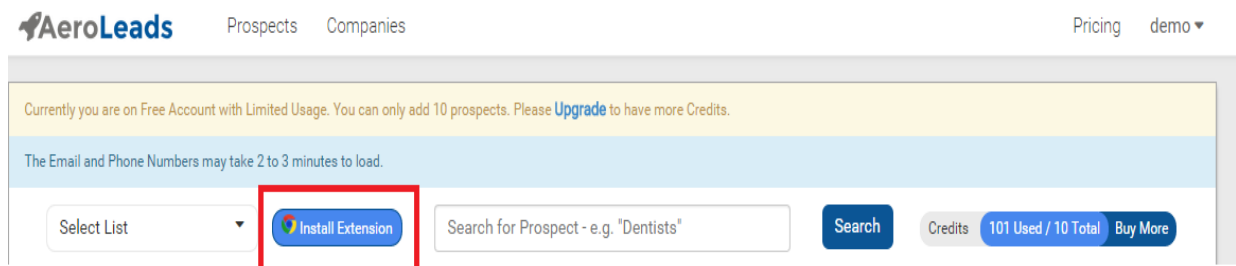 AeroLeads Prospects Companies Pricing demo
Currently you are on Free Account with Limited Usage. You can only add 10 prospects. Please Upgrade to have more Credits.
The Email and Phone Numbers may take 2 to 3 minutes to load.
Select List Install Extension Search for Prospect - e.g. "Dentists" Search Credits 101 Used / 10 Total Buy More